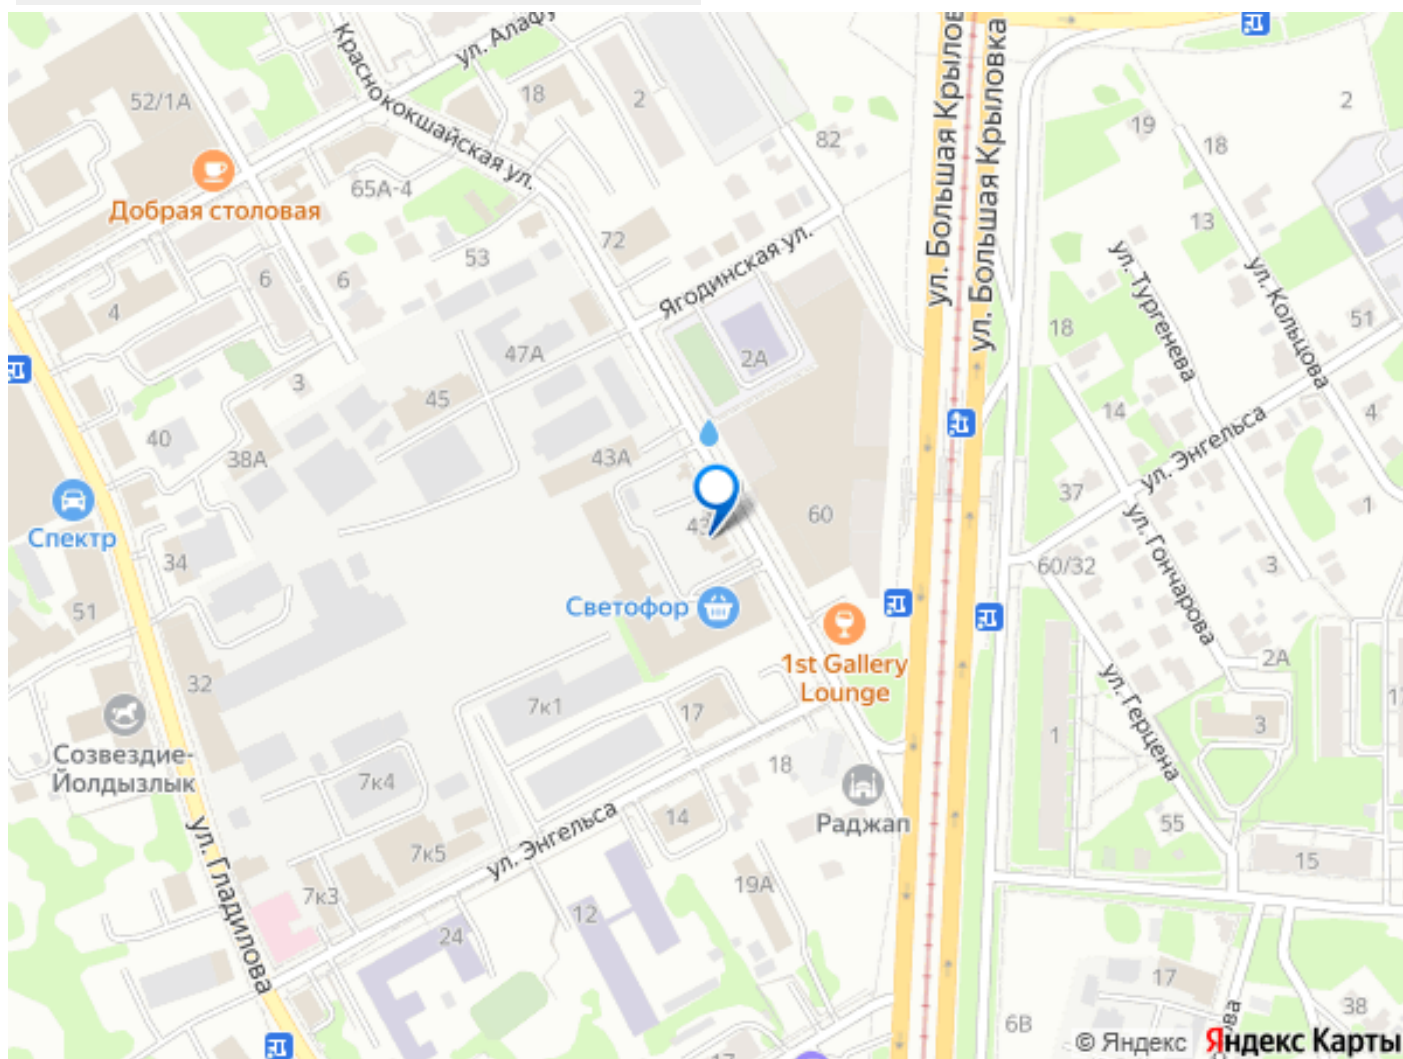 ул. Алафу
52/1А
18
2
Краснококшайская ул.
82
ул. Большая Крылов
ул. Большая Крыловка
19
18
2
65А-4
Добрая столовая
72
53
6
6
4
Ягодинская ул.
13
ул. Тургенева
ул. Кольцова
51
18
2А
47А
3
45
14
4
ул. Энгельса
40
38А
43А
37
1
Спектр
60
43
ул. Гончарова
34
60/32
3
51
Светофор
1st Gallery
Lounge
2А
ул. Герцена
32
7к1
17
1
3
Созвездие-
Йолдызлык
7к4
18
Раджап
14
55
ул. Гладилова
ул. Энгельса
7к5
15
7к3
19А
12
24
17
38
6В
© Яндекс
Яндекс Карты